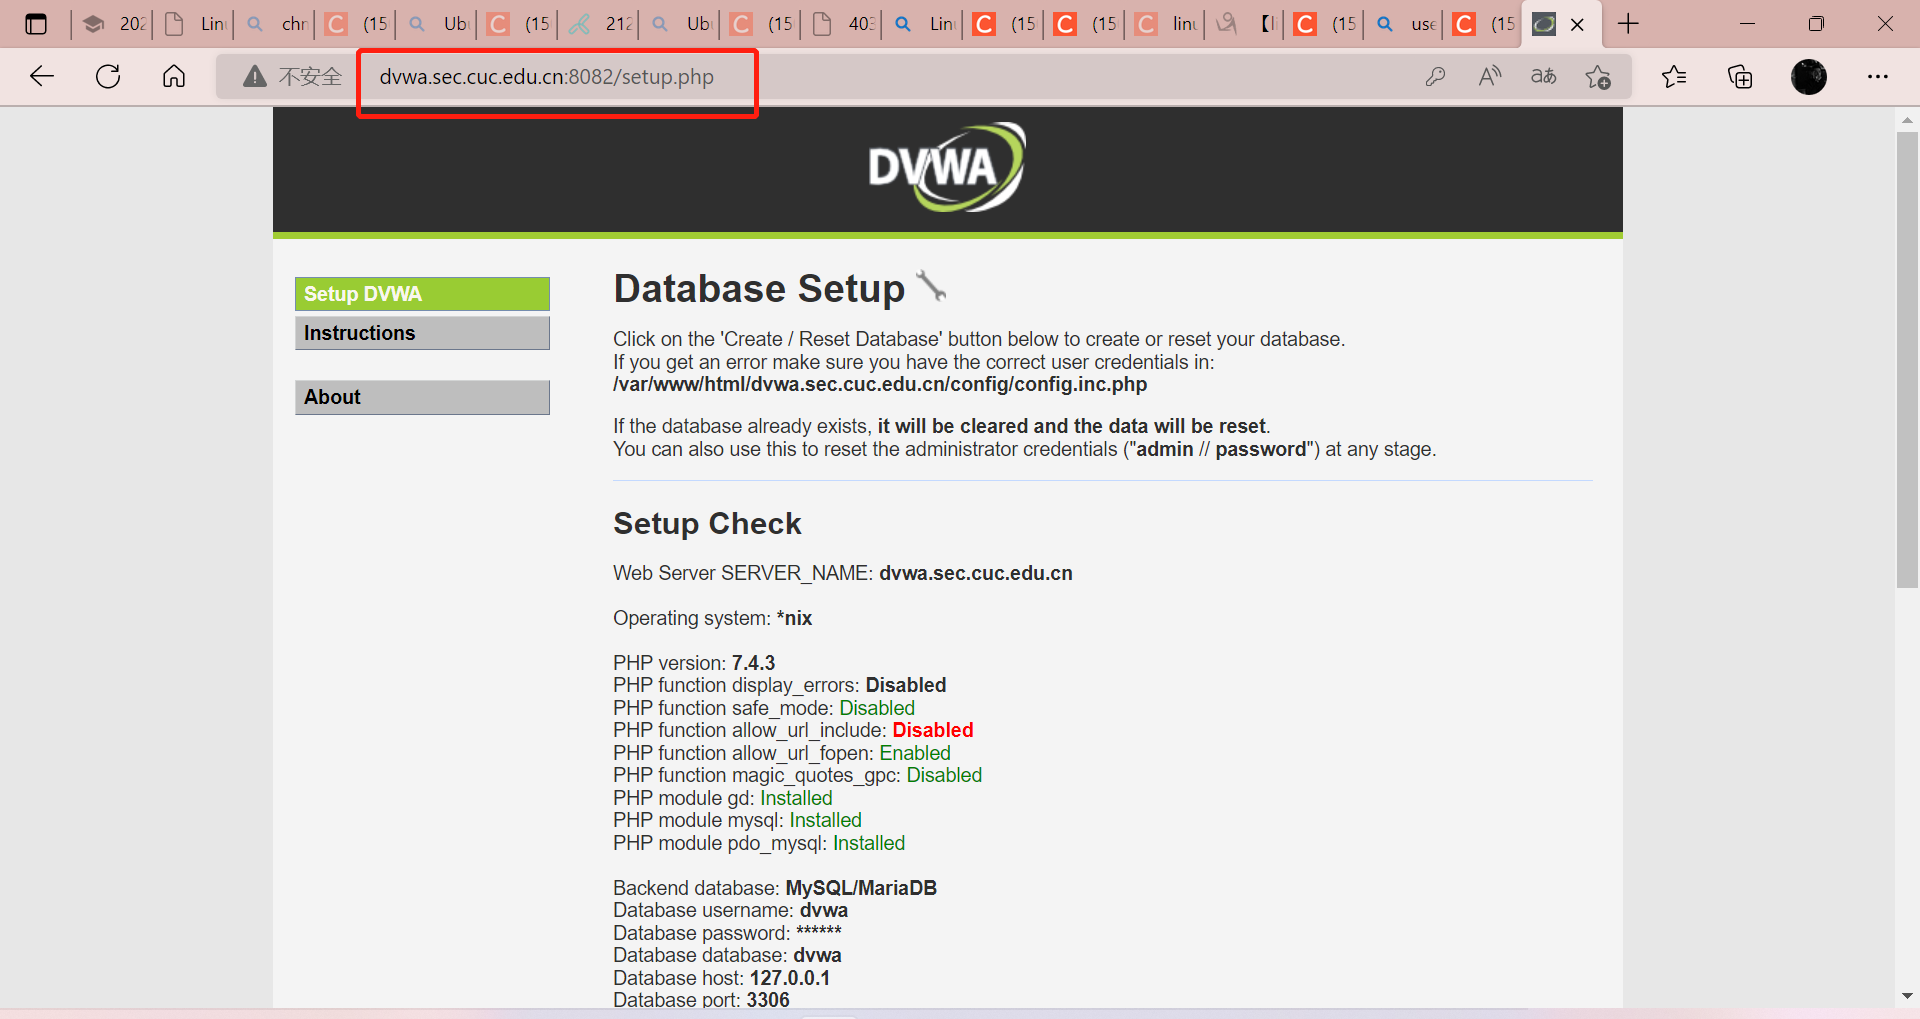 202
Lin
chr
(15
Ub
(15
212
Ub
(15
403
Lin
(15
(15
linu
【li
(15
use
(15
不安全
dvwa.sec.cuc.edu.cn:8082/setup.php
DVWA
Setup DVWA
Instructions
About
Database Setup
Click on the 'Create / Reset Database' button below to create or reset your database.
If you get an error make sure you have the correct user credentials in:
/var/www/html/dvwa.sec.cuc.edu.cn/config/config.inc.php
If the database already exists, it will be cleared and the data will be reset.
You can also use this to reset the administrator credentials ("admin // password") at any stage.
Setup Check
Web Server SERVER_NAME: dvwa.sec.cuc.edu.cn
Operating system: *nix
PHP version: 7.4.3
PHP function display_errors: Disabled
PHP function safe_mode: Disabled
PHP function allow_url_include: Disabled
PHP function allow_url_fopen: Enabled
PHP function magic_quotes_gpc: Disabled
PHP module gd: Installed
PHP module mysql: Installed
PHP module pdo_mysql: Installed
Backend database: MySQL/MariaDB
Database username: dvwa
Database password: ******
Database database: dvwa
Database host: 127.0.0.1
Database port: 3306